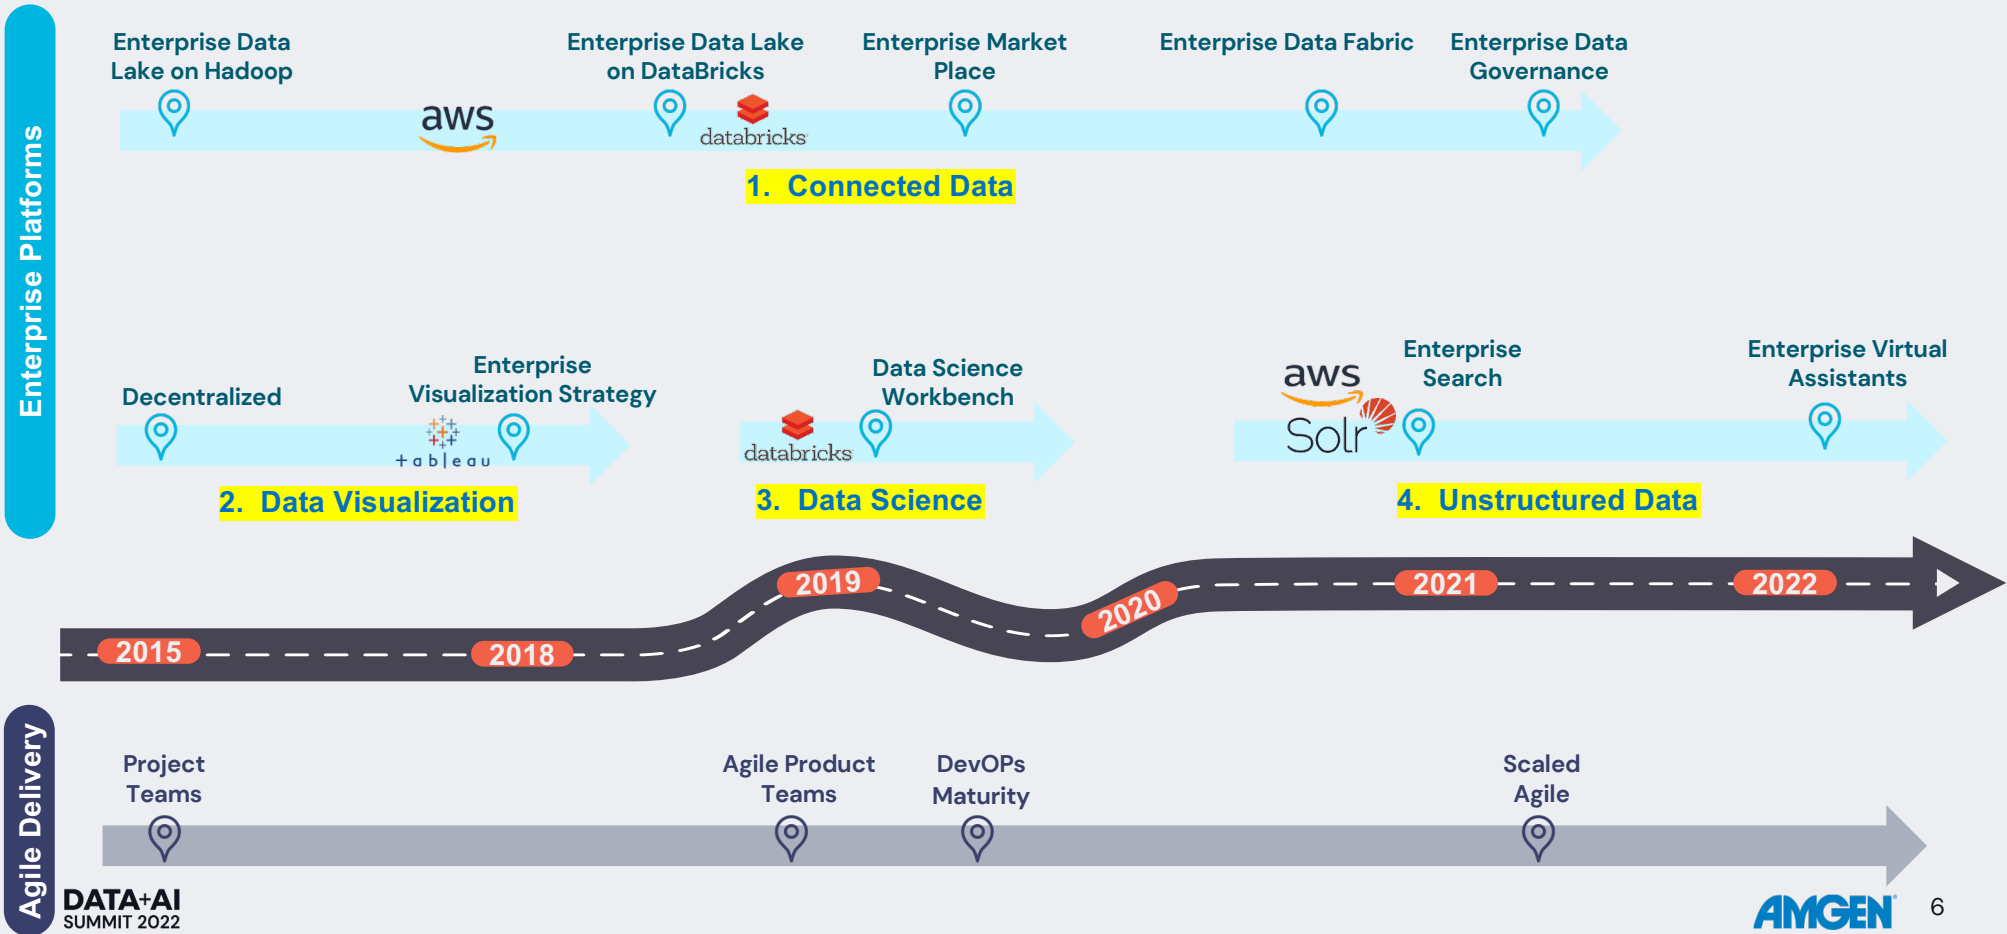 Enterprise Platforms
Enterprise Data
Lake on Hadoop
Enterprise Data Lake
on DataBricks
Enterprise Market
Place
Enterprise Data Fabric
Enterprise Data
Governance
aws
databricks
1. Connected Data
Decentralized
Enterprise
Visualization Strategy
+ableau
2. Data Visualization
Data Science
Workbench
databricks
3. Data Science
aws
Solr
Enterprise
Search
Enterprise Virtual
Assistants
4. Unstructured Data
2015
2018
2019
2020
2021
2022
Agile Delivery
Project
Teams
Agile Product
Teams
DevOPs
Maturity
Scaled
Agile
DATA+AI
SUMMIT 2022
AMGEN
6